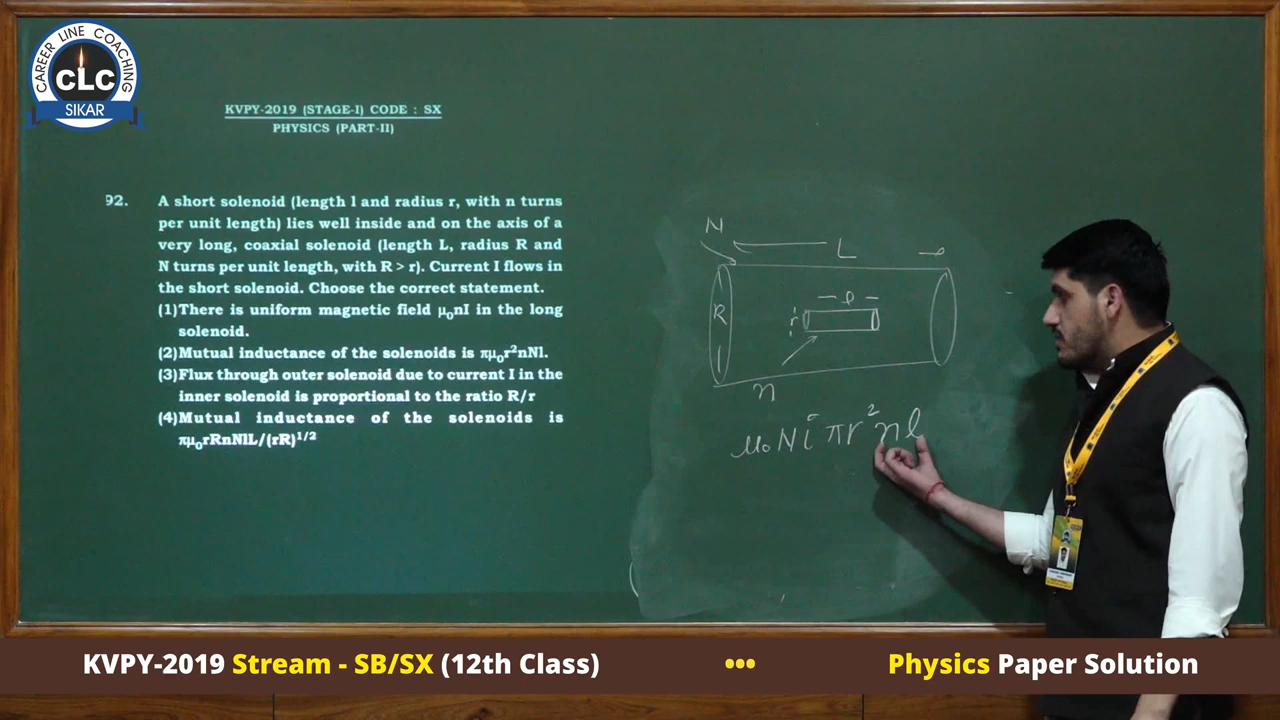 CAREER LINE COACHING
CLC
SIKAR
KVPY-2019 (STAGE-I) CODE : SX
PHYSICS (PART-II)
92. A short solenoid (length l and radius r, with n turns
per unit length) lies well inside and on the axis of a
very long, coaxial solenoid (length L, radius R and
N turns per unit length, with R > r). Current I flows in
the short solenoid. Choose the correct statement.
(1)There is uniform magnetic field μ₀nI in the long
solenoid.
(2)Mutual inductance of the solenoids is πμ₀r²nNl.
(3)Flux through outer solenoid due to current I in the
inner solenoid is proportional to the ratio R/r
(4)Mutual inductance of the solenoids is
πμ₀rRnNlL/(rR)^1/2
N
L
R
l
r
n
μ₀ N i πr² n l
KVPY-2019 Stream - SB/SX (12th Class) ••• Physics Paper Solution